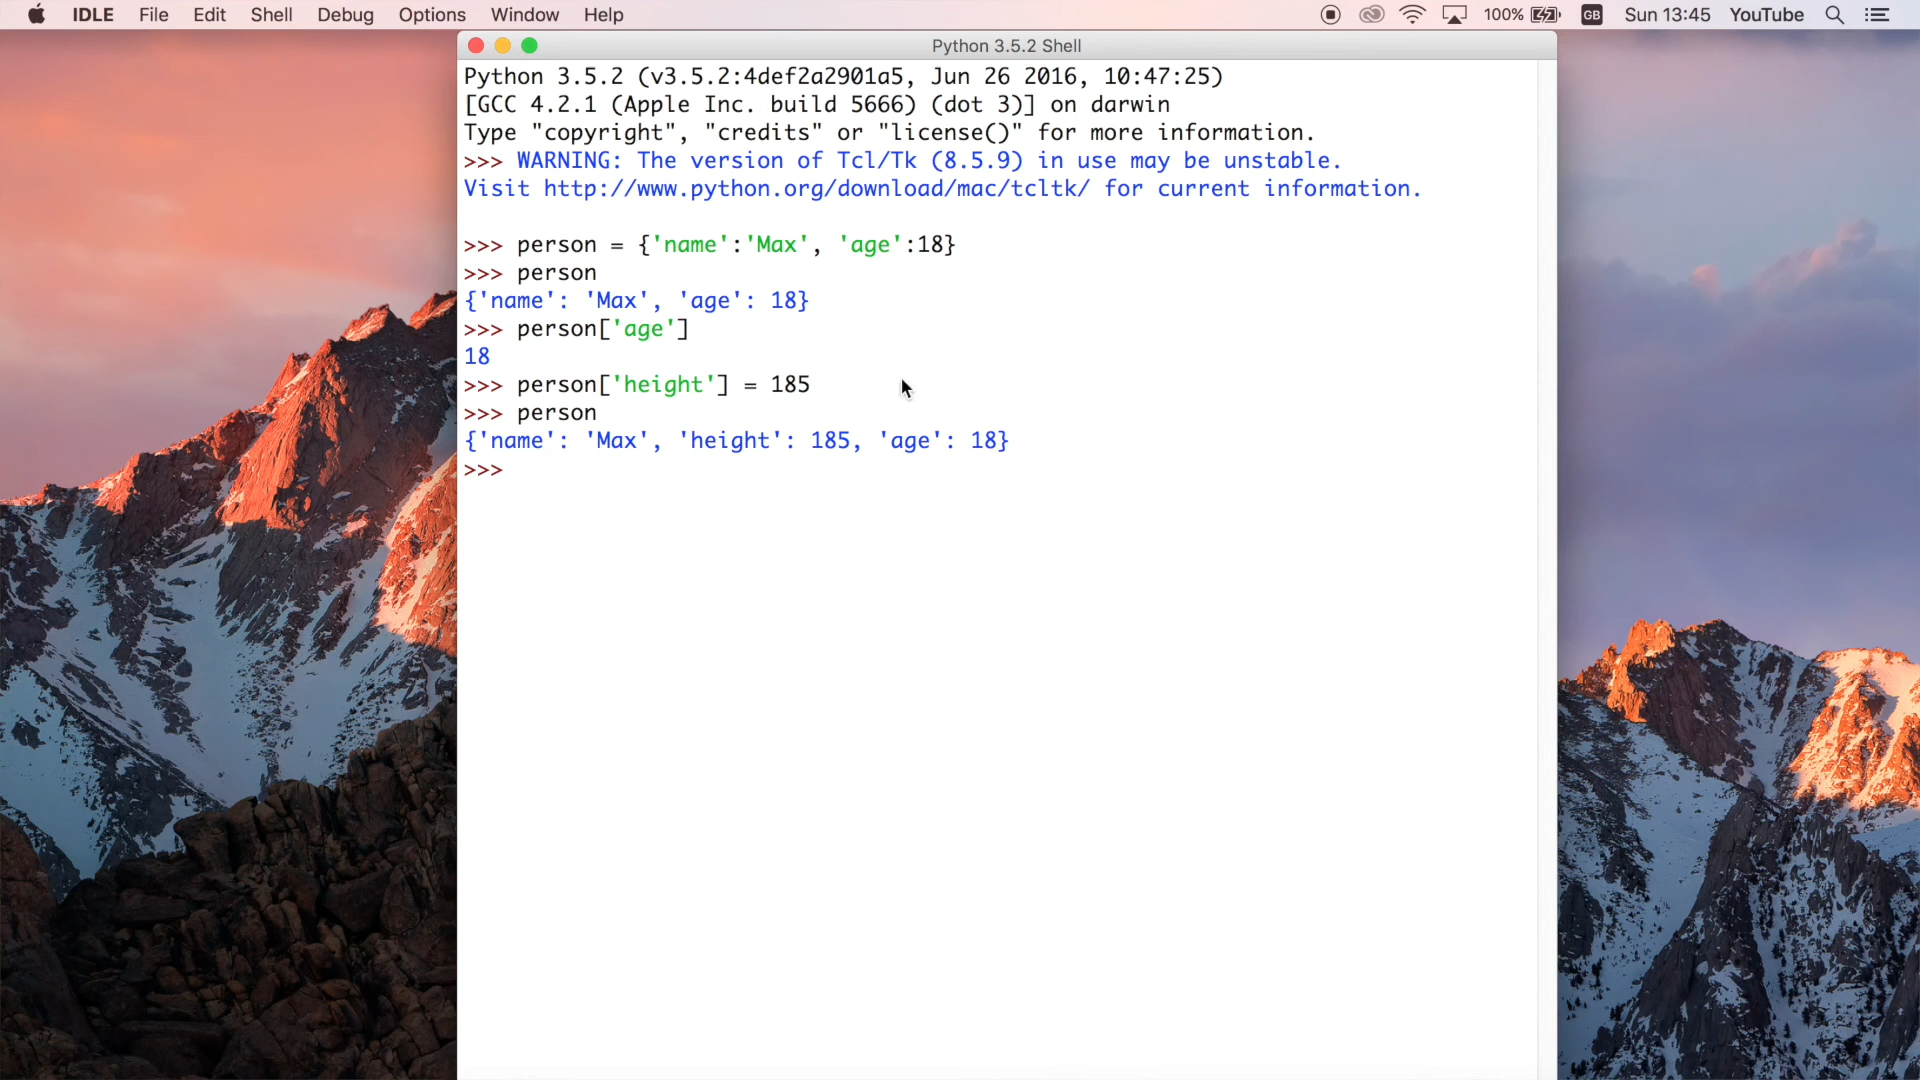 IDLE File Edit Shell Debug Options Window Help 100% GB Sun 13:45 YouTube
Python 3.5.2 Shell
Python 3.5.2 (v3.5.2:4def2a2901a5, Jun 26 2016, 10:47:25)
[GCC 4.2.1 (Apple Inc. build 5666) (dot 3)] on darwin
Type "copyright", "credits" or "license()" for more information.
>>> WARNING: The version of Tcl/Tk (8.5.9) in use may be unstable.
Visit http://www.python.org/download/mac/tcltk/ for current information.
>>> person = {'name':'Max', 'age':18}
>>> person
{'name': 'Max', 'age': 18}
>>> person['age']
18
>>> person['height'] = 185
>>> person
{'name': 'Max', 'height': 185, 'age': 18}
>>>